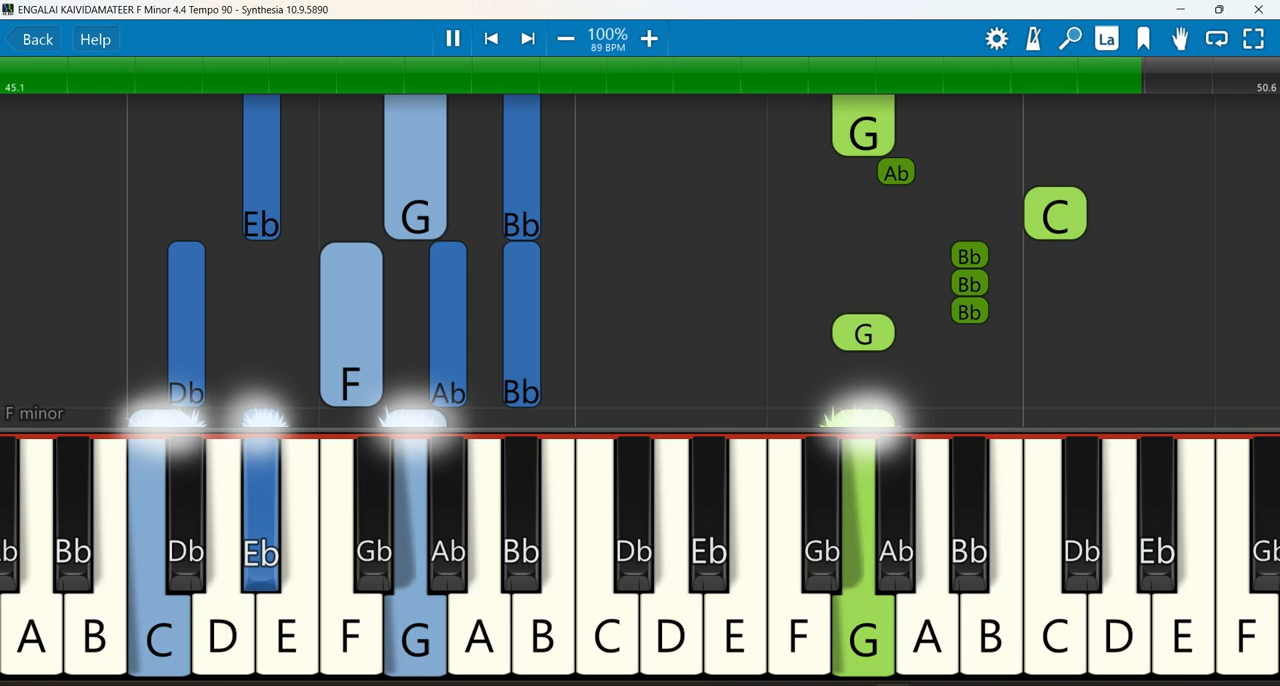 ENGALAI KAIVIDAMATEER F Minor 4.4 Tempo 90 - Synthesia 10.9.5890
Back Help 100% La
89 BPM
45.1 50.6
G
Ab
Eb G Bb C
Bb
Bb
Bb
G
Db F Ab Bb
F minor
b Bb Db Eb Gb Ab Bb Db Eb Gb Ab Bb Db Eb Gb
A B C D E F G A B C D E F G A B C D E F